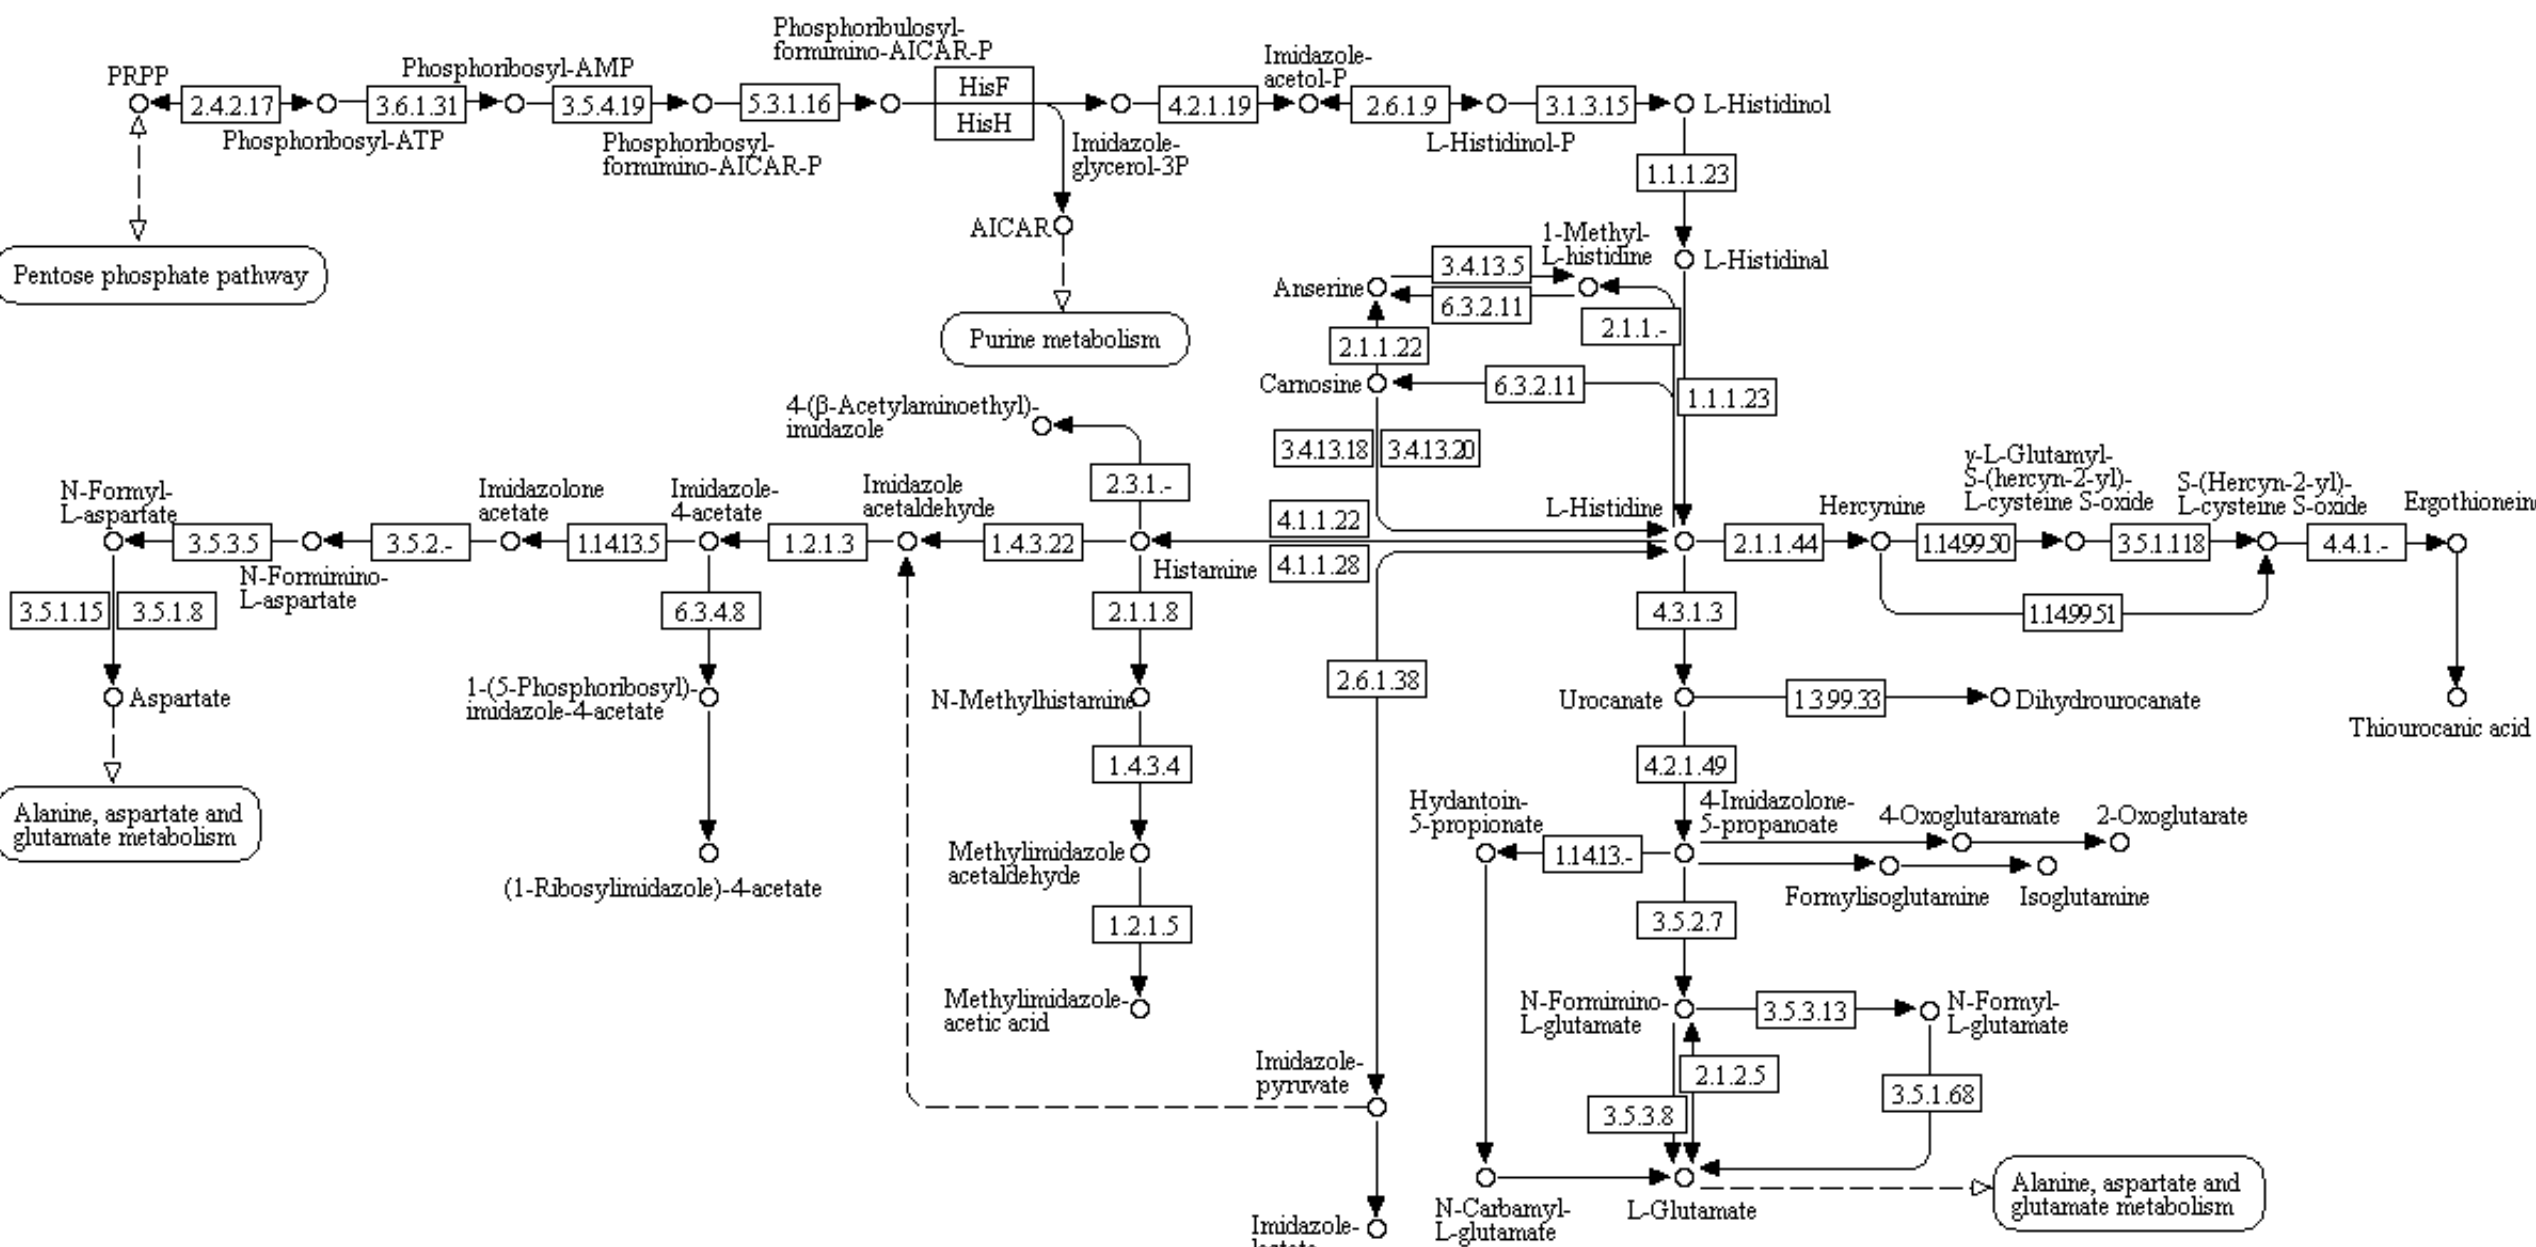 Phosphoribulosyl-
formimino-AICAR-P
PRPP
Phosphoribosyl-AMP
Imidazole-
acetol-P
2.4.2.17
3.6.1.31
3.5.4.19
5.3.1.16
HisF
HisH
4.2.1.19
2.6.1.9
3.1.3.15
L-Histidinol
Phosphoribosyl-ATP
Phosphoribosyl-
formimino-AICAR-P
Imidazole-
glycerol-3P
L-Histidinol-P
1.1.1.23
AICAR
Pentose phosphate pathway
Purine metabolism
1-Methyl-
L-histidine
L-Histidinal
Anserine
3.4.13.5
6.3.2.11
2.1.1.-
2.1.1.22
Carnosine
6.3.2.11
1.1.1.23
4-(β-Acetylaminoethyl)-
imidazole
3.4.13.18
3.4.13.20
2.3.1.-
N-Formyl-
L-aspartate
Imidazolone
acetate
Imidazole-
4-acetate
Imidazole
acetaldehyde
4.1.1.22
L-Histidine
Hercynine
γ-L-Glutamyl-
S-(hercyn-2-yl)-
L-cysteine S-oxide
S-(Hercyn-2-yl)-
L-cysteine S-oxide
Ergothioneine
3.5.3.5
3.5.2.-
1.14.13.5
1.2.1.3
1.4.3.22
2.1.1.44
1.14.99.50
3.5.1.118
4.4.1.-
N-Formimino-
L-aspartate
Histamine
4.1.1.28
3.5.1.15
3.5.1.8
6.3.4.8
2.1.1.8
4.3.1.3
1.14.99.51
2.6.1.38
Aspartate
1-(5-Phosphoribosyl)-
imidazole-4-acetate
N-Methylhistamine
Urocanate
1.3.99.33
Dihydrourocanate
Thiourocanic acid
1.4.3.4
4.2.1.49
Alanine, aspartate and
glutamate metabolism
Hydantoin-
5-propionate
4-Imidazolone-
5-propanoate
4-Oxoglutaramate
2-Oxoglutarate
Methylimidazole
acetaldehyde
1.14.13.-
(1-Ribosylimidazole)-4-acetate
Formylisoglutamine
Isoglutamine
1.2.1.5
3.5.2.7
Methylimidazole-
acetic acid
N-Formimino-
L-glutamate
3.5.3.13
N-Formyl-
L-glutamate
Imidazole-
pyruvate
2.1.2.5
3.5.3.8
3.5.1.68
N-Carbamyl-
L-glutamate
L-Glutamate
Alanine, aspartate and
glutamate metabolism
Imidazole-